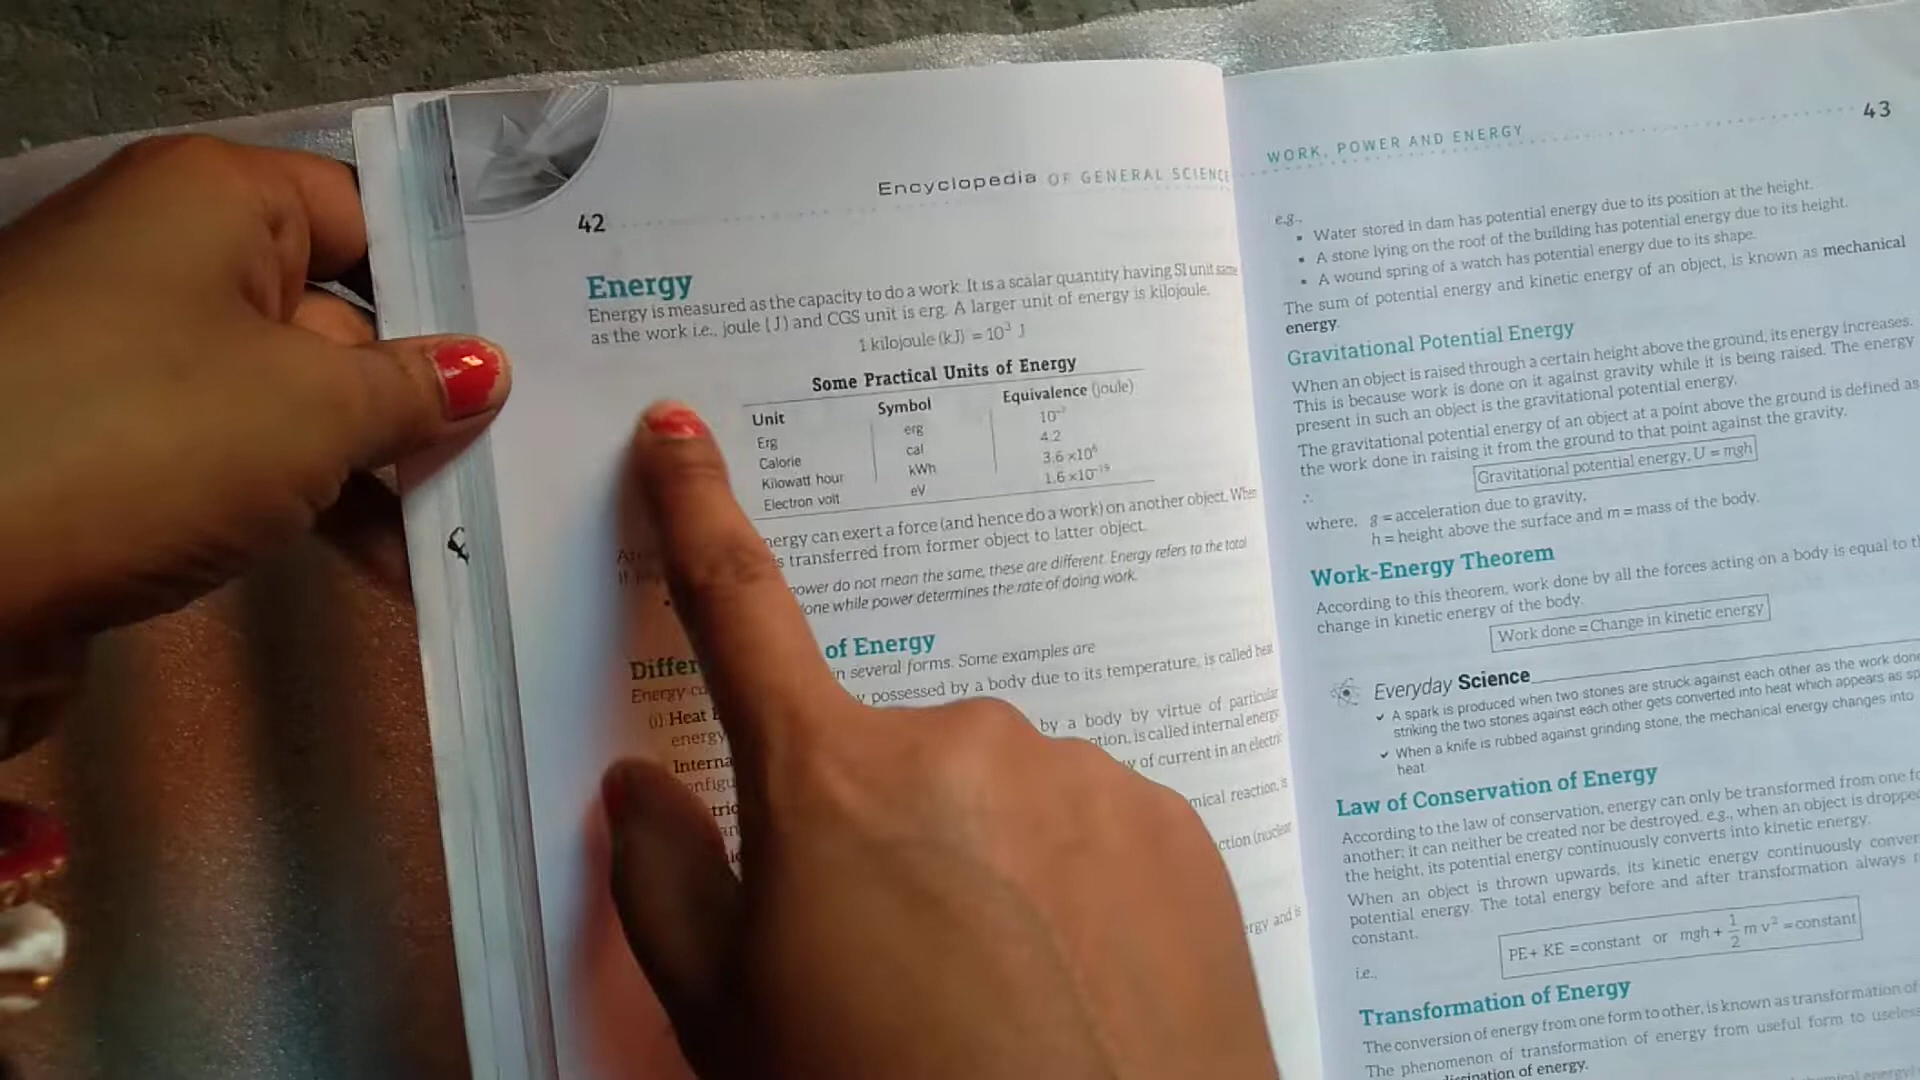 Encyclopedia OF GENERAL SCIENCE
42
Energy
Energy is measured as the capacity to do a work. It is a scalar quantity having SI unit same
as the work i.e., joule (J) and CGS unit is erg. A larger unit of energy is kilojoule.
1 kilojoule (kJ) = 10³ J
Some Practical Units of Energy
Unit Symbol Equivalence (joule)
Erg erg 10⁻⁷
Calorie cal 4.2
Kilowatt hour kWh 3.6 ×10⁶
Electron volt eV 1.6 ×10⁻¹⁹
nergy can exert a force (and hence do a work) on another object. When
is transferred from former object to latter object.
power do not mean the same, these are different. Energy refers to the total
done while power determines the rate of doing work.
Differ of Energy
Energy in several forms. Some examples are
(i) Heat possessed by a body due to its temperature, is called heat
energy
Interna by a body by virtue of particular
onfigu otion, is called internal energy.
tric of current in an electric
an
mical reaction, is
ction (nuclear
ergy and is
WORK, POWER AND ENERGY
43
e.g.,
• Water stored in dam has potential energy due to its position at the height.
• A stone lying on the roof of the building has potential energy due to its height.
• A wound spring of a watch has potential energy due to its shape.
The sum of potential energy and kinetic energy of an object, is known as mechanical
energy.
Gravitational Potential Energy
When an object is raised through a certain height above the ground, its energy increases.
This is because work is done on it against gravity while it is being raised. The energy
present in such an object is the gravitational potential energy.
The gravitational potential energy of an object at a point above the ground is defined as
the work done in raising it from the ground to that point against the gravity.
∴ Gravitational potential energy, U = mgh
where, g = acceleration due to gravity,
h = height above the surface and m = mass of the body.
Work-Energy Theorem
According to this theorem, work done by all the forces acting on a body is equal to th
change in kinetic energy of the body.
Work done = Change in kinetic energy
Everyday Science
✓ A spark is produced when two stones are struck against each other as the work done
striking the two stones against each other gets converted into heat which appears as sp
✓ When a knife is rubbed against grinding stone, the mechanical energy changes into
heat.
Law of Conservation of Energy
According to the law of conservation, energy can only be transformed from one fo
another; it can neither be created nor be destroyed. e.g., when an object is dropped
the height, its potential energy continuously converts into kinetic energy.
When an object is thrown upwards, its kinetic energy continuously conver
potential energy. The total energy before and after transformation always r
constant.
i.e., PE + KE = constant or mgh + 1/2 m v² = constant
Transformation of Energy
The conversion of energy from one form to other, is known as transformation of
The phenomenon of transformation of energy from useful form to useless
dissipation of energy.